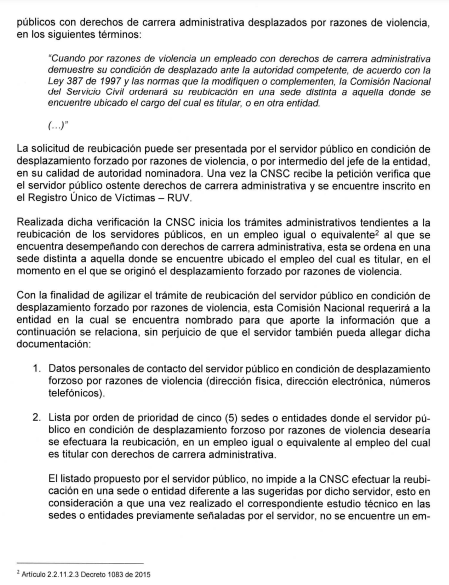 públicos con derechos de carrera administrativa desplazados por razones de violencia,
en los siguientes términos:
"Cuando por razones de violencia un empleado con derechos de carrera administrativa
demuestre su condición de desplazado ante la autoridad competente, de acuerdo con la
Ley 387 de 1997 y las normas que la modifiquen o complementen, la Comisión Nacional
del Servicio Civil ordenará su reubicación en una sede distinta a aquella donde se
encuentre ubicado el cargo del cual es titular, o en otra entidad.
(...)"
La solicitud de reubicación puede ser presentada por el servidor público en condición de
desplazamiento forzado por razones de violencia, o por intermedio del jefe de la entidad,
en su calidad de autoridad nominadora. Una vez la CNSC recibe la petición verifica que
el servidor público ostente derechos de carrera administrativa y se encuentre inscrito en
el Registro Único de Víctimas – RUV.
Realizada dicha verificación la CNSC inicia los trámites administrativos tendientes a la
reubicación de los servidores públicos, en un empleo igual o equivalente² al que se
encuentra desempeñando con derechos de carrera administrativa, esta se ordena en una
sede distinta a aquella donde se encuentre ubicado el empleo del cual es titular, en el
momento en el que se originó el desplazamiento forzado por razones de violencia.
Con la finalidad de agilizar el trámite de reubicación del servidor público en condición de
desplazamiento forzado por razones de violencia, esta Comisión Nacional requerirá a la
entidad en la cual se encuentra nombrado para que aporte la información que a
continuación se relaciona, sin perjuicio de que el servidor también pueda allegar dicha
documentación:
1. Datos personales de contacto del servidor público en condición de desplazamiento
forzoso por razones de violencia (dirección física, dirección electrónica, números
telefónicos).
2. Lista por orden de prioridad de cinco (5) sedes o entidades donde el servidor pú-
blico en condición de desplazamiento forzoso por razones de violencia desearía
se efectuara la reubicación, en un empleo igual o equivalente al empleo del cual
es titular con derechos de carrera administrativa.
El listado propuesto por el servidor público, no impide a la CNSC efectuar la reubi-
cación en una sede o entidad diferente a las sugeridas por dicho servidor, esto en
consideración a que una vez realizado el correspondiente estudio técnico en las
sedes o entidades previamente señaladas por el servidor, no se encuentre un em-
² Artículo 2.2.11.2.3 Decreto 1083 de 2015